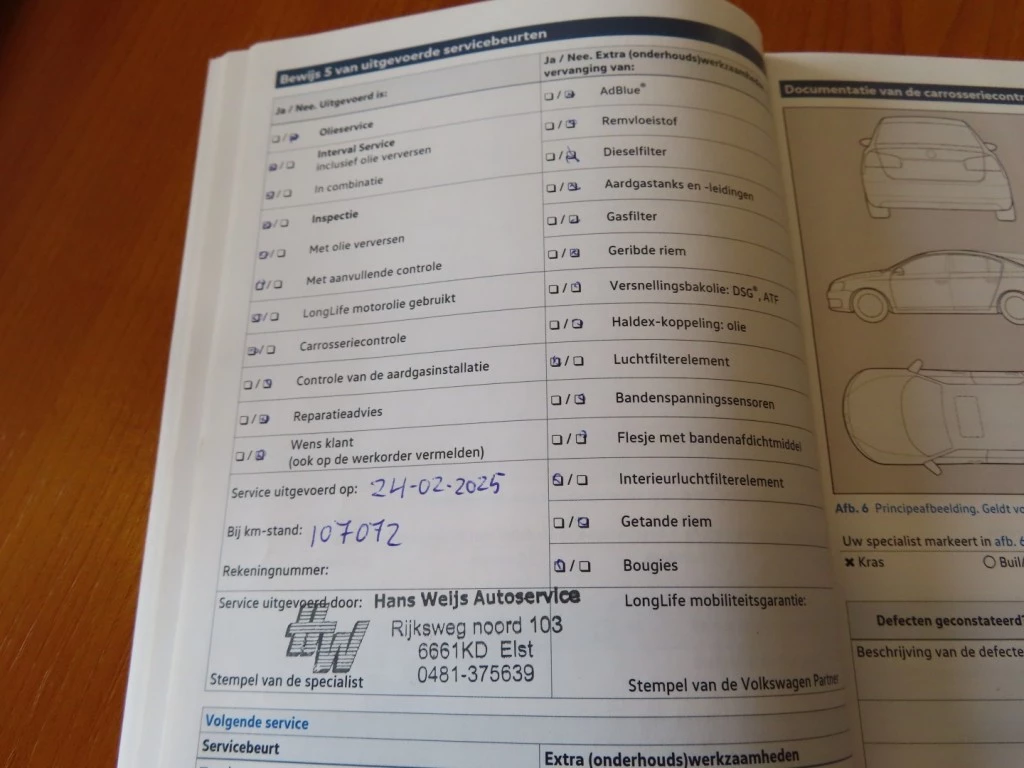 Bewijs 5 van uitgevoerde servicebeurten
Ja / Nee. Uitgevoerd is:
/ Olieservice
/ Interval Service
inclusief olie verversen
/ In combinatie
/ Inspectie
/ Met olie verversen
/ Met aanvullende controle
/ LongLife motorolie gebruikt
/ Carrosseriecontrole
/ Controle van de aardgasinstallatie
/ Reparatieadvies
/ Wens klant
(ook op de werkorder vermelden)
Service uitgevoerd op: 24-02-2025
Bij km-stand: 107072
Rekeningnummer:
Service uitgevoerd door: Hans Weijs Autoservice
HW
Rijksweg noord 103
6661KD Elst
0481-375639
Stempel van de specialist
Ja / Nee. Extra (onderhouds)werkzaamheden
vervanging van:
/ AdBlue®
/ Remvloeistof
/ Dieselfilter
/ Aardgastanks en -leidingen
/ Gasfilter
/ Geribde riem
/ Versnellingsbakolie: DSG®, ATF
/ Haldex-koppeling: olie
/ Luchtfilterelement
/ Bandenspanningssensoren
/ Flesje met bandenafdichtmiddel
/ Interieurluchtfilterelement
/ Getande riem
/ Bougies
LongLife mobiliteitsgarantie:
Stempel van de Volkswagen Partner
Volgende service
Servicebeurt
Extra (onderhouds)werkzaamheden
Documentatie van de carrosseriecontr
Afb. 6 Principeafbeelding. Geldt vo
Uw specialist markeert in afb. 6
✖ Kras
Buil/
Defecten geconstateerd?
Beschrijving van de defecte